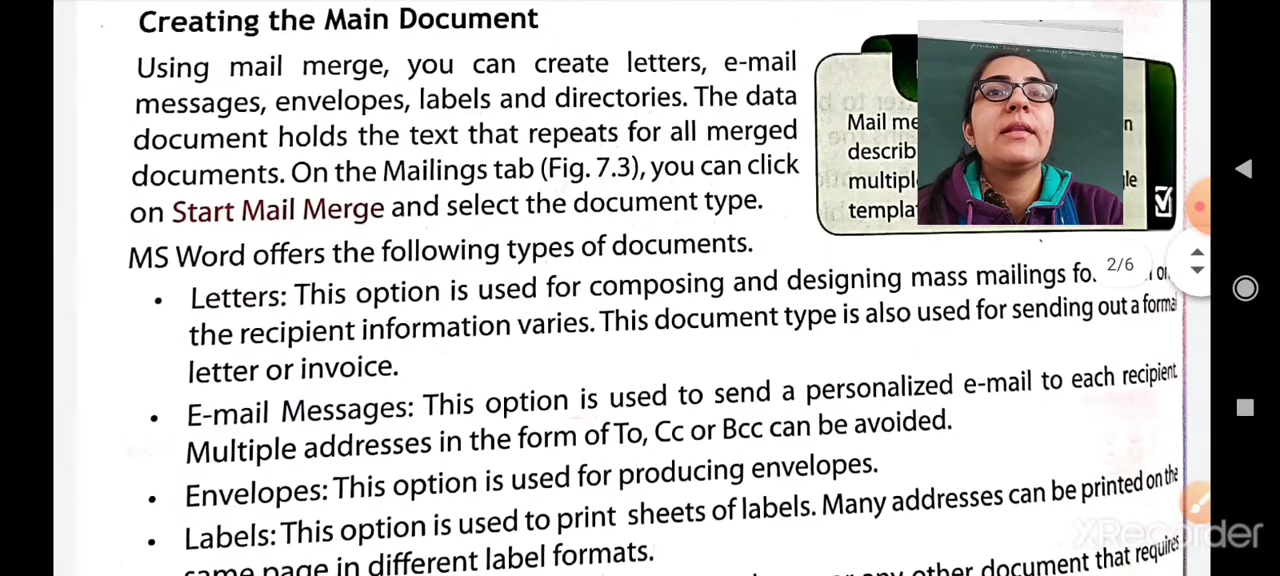 Creating the Main Document
Using mail merge, you can create letters, e-mail
messages, envelopes, labels and directories. The data
document holds the text that repeats for all merged
documents. On the Mailings tab (Fig. 7.3), you can click
on Start Mail Merge and select the document type.
Mail me
describ
multipl
templa
MS Word offers the following types of documents.
2/6
• Letters: This option is used for composing and designing mass mailings fo
the recipient information varies. This document type is also used for sending out a forma
letter or invoice.
• E-mail Messages: This option is used to send a personalized e-mail to each recipient.
Multiple addresses in the form of To, Cc or Bcc can be avoided.
• Envelopes: This option is used for producing envelopes.
• Labels: This option is used to print sheets of labels. Many addresses can be printed on the
same page in different label formats.
any other document that requires
XRecorder